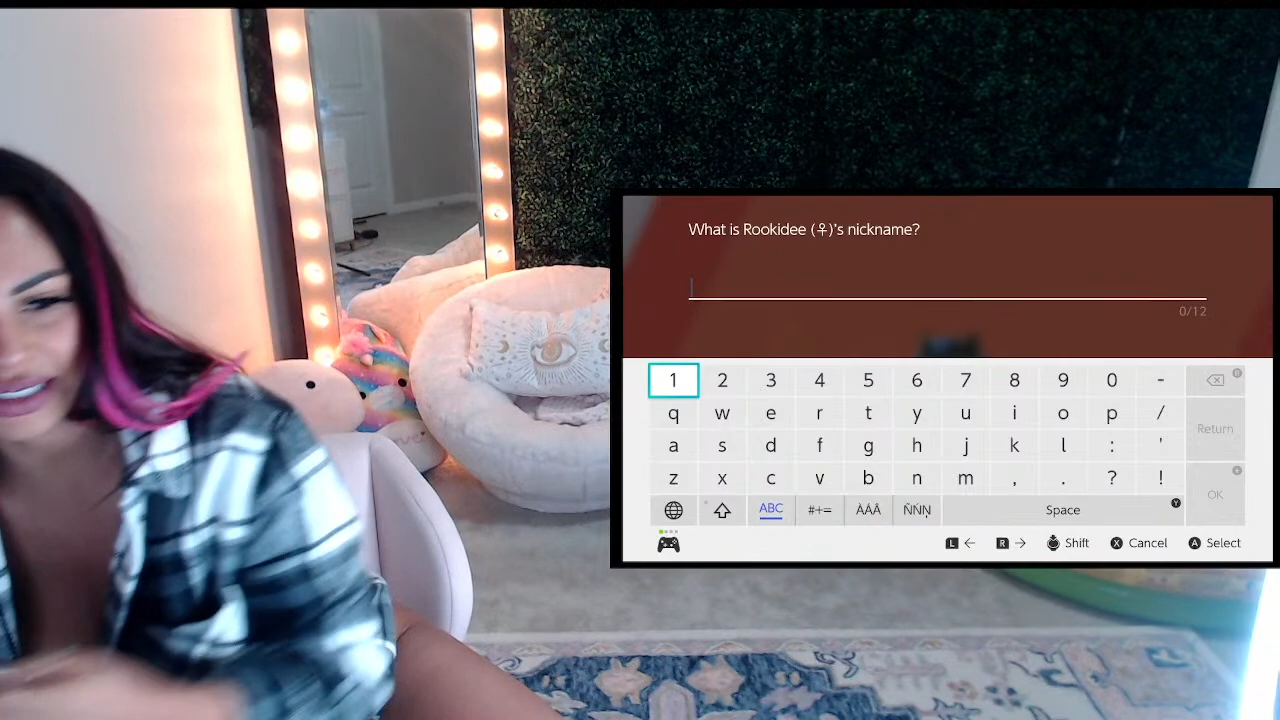 What is Rookidee (♀)'s nickname?
0/12
1 2 3 4 5 6 7 8 9 0 -
q w e r t y u i o p /
Return
a s d f g h j k l : '
z x c v b n m , . ? !
OK
ABC #+= ÀÁÂ ÑŃŅ Space
L ← R → Shift X Cancel A Select